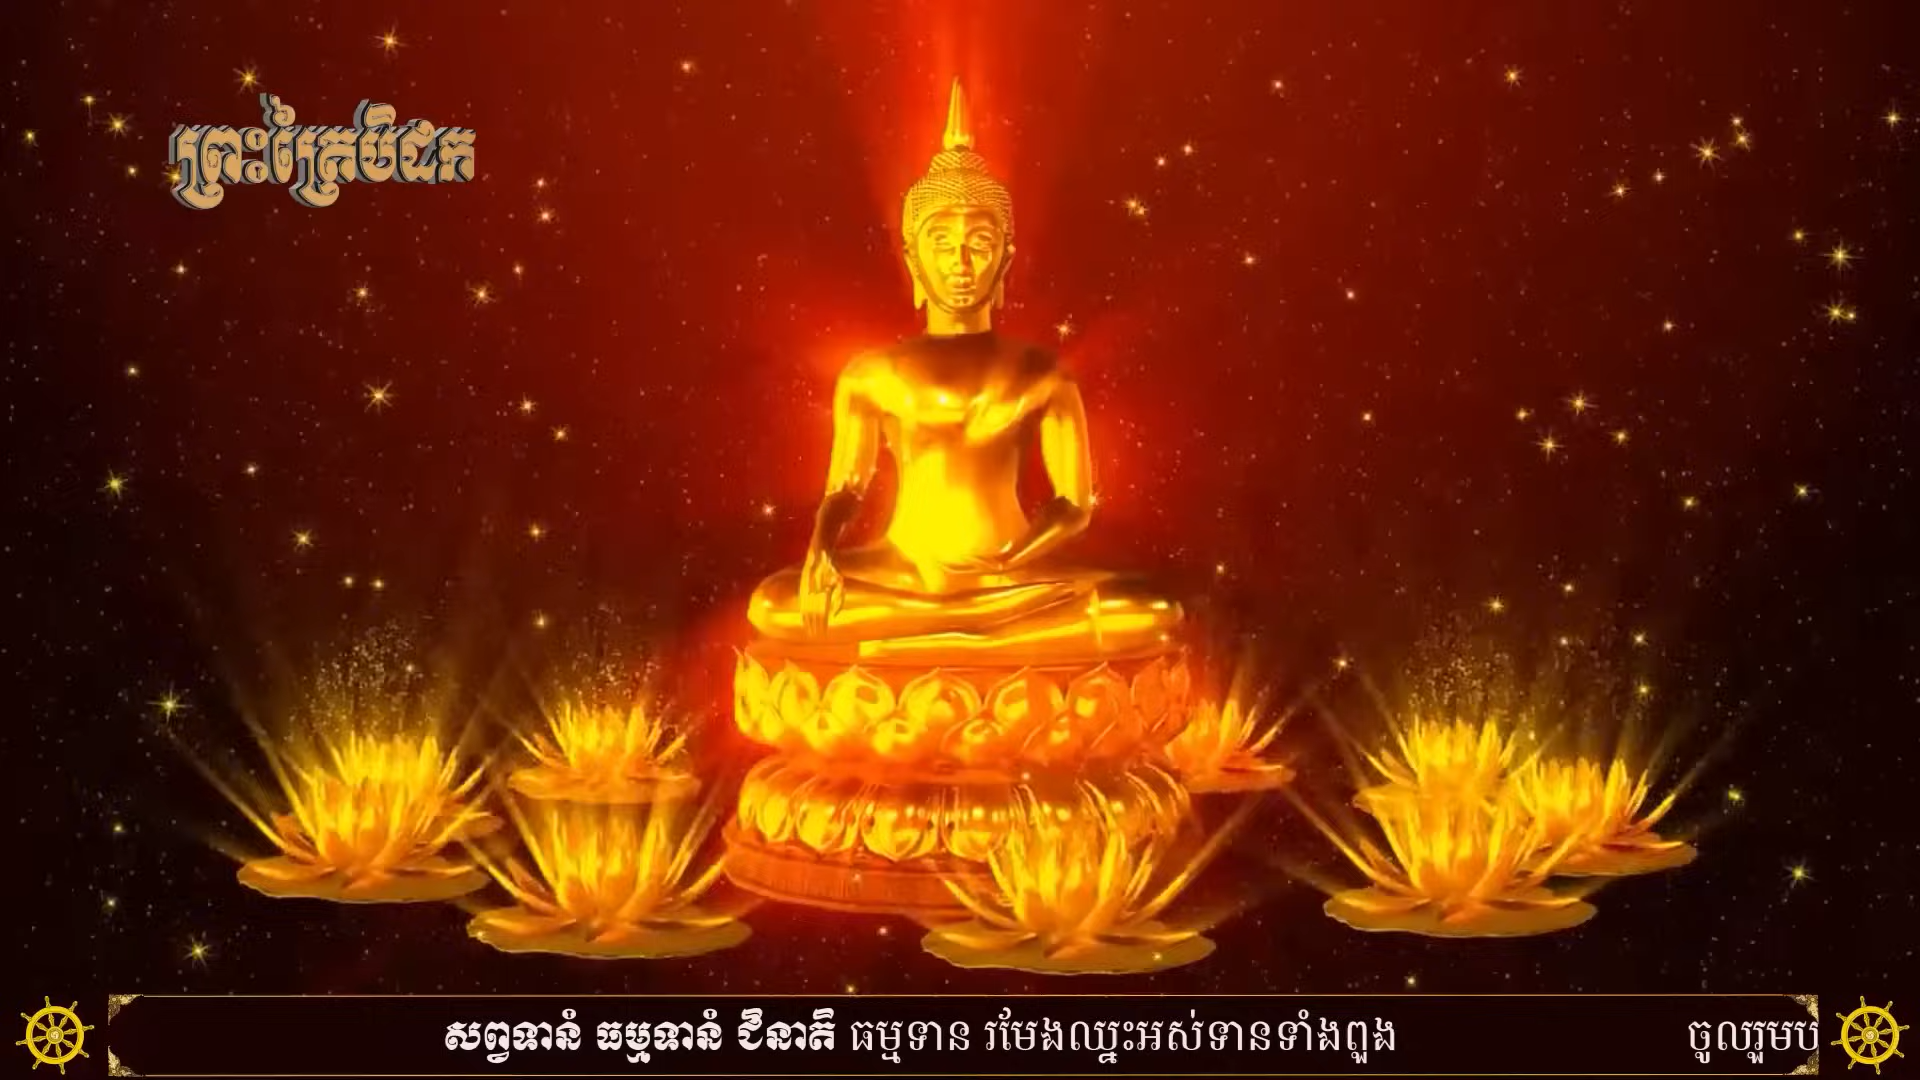 ព្រះត្រៃបិដក
សព្វទានំ ធម្មទានំ ជិនាតិ ធម្មទាន រមែងឈ្នះអស់ទានទាំងពួង
ចូលរួមប